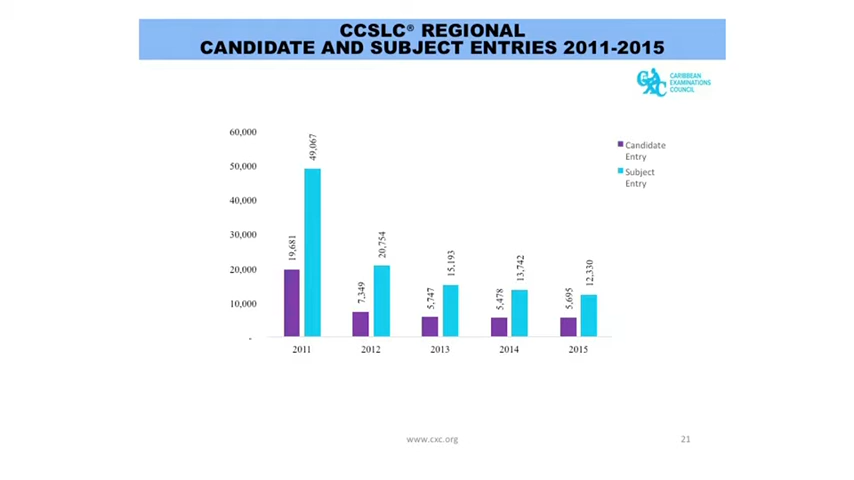 CCSLC® REGIONAL
CANDIDATE AND SUBJECT ENTRIES 2011-2015
CXC
CARIBBEAN
EXAMINATIONS
COUNCIL
60,000
50,000
40,000
30,000
20,000
10,000
-
19,681
49,067
7,349
20,754
5,747
15,193
5,478
13,742
5,695
12,330
2011
2012
2013
2014
2015
Candidate
Entry
Subject
Entry
www.cxc.org
21